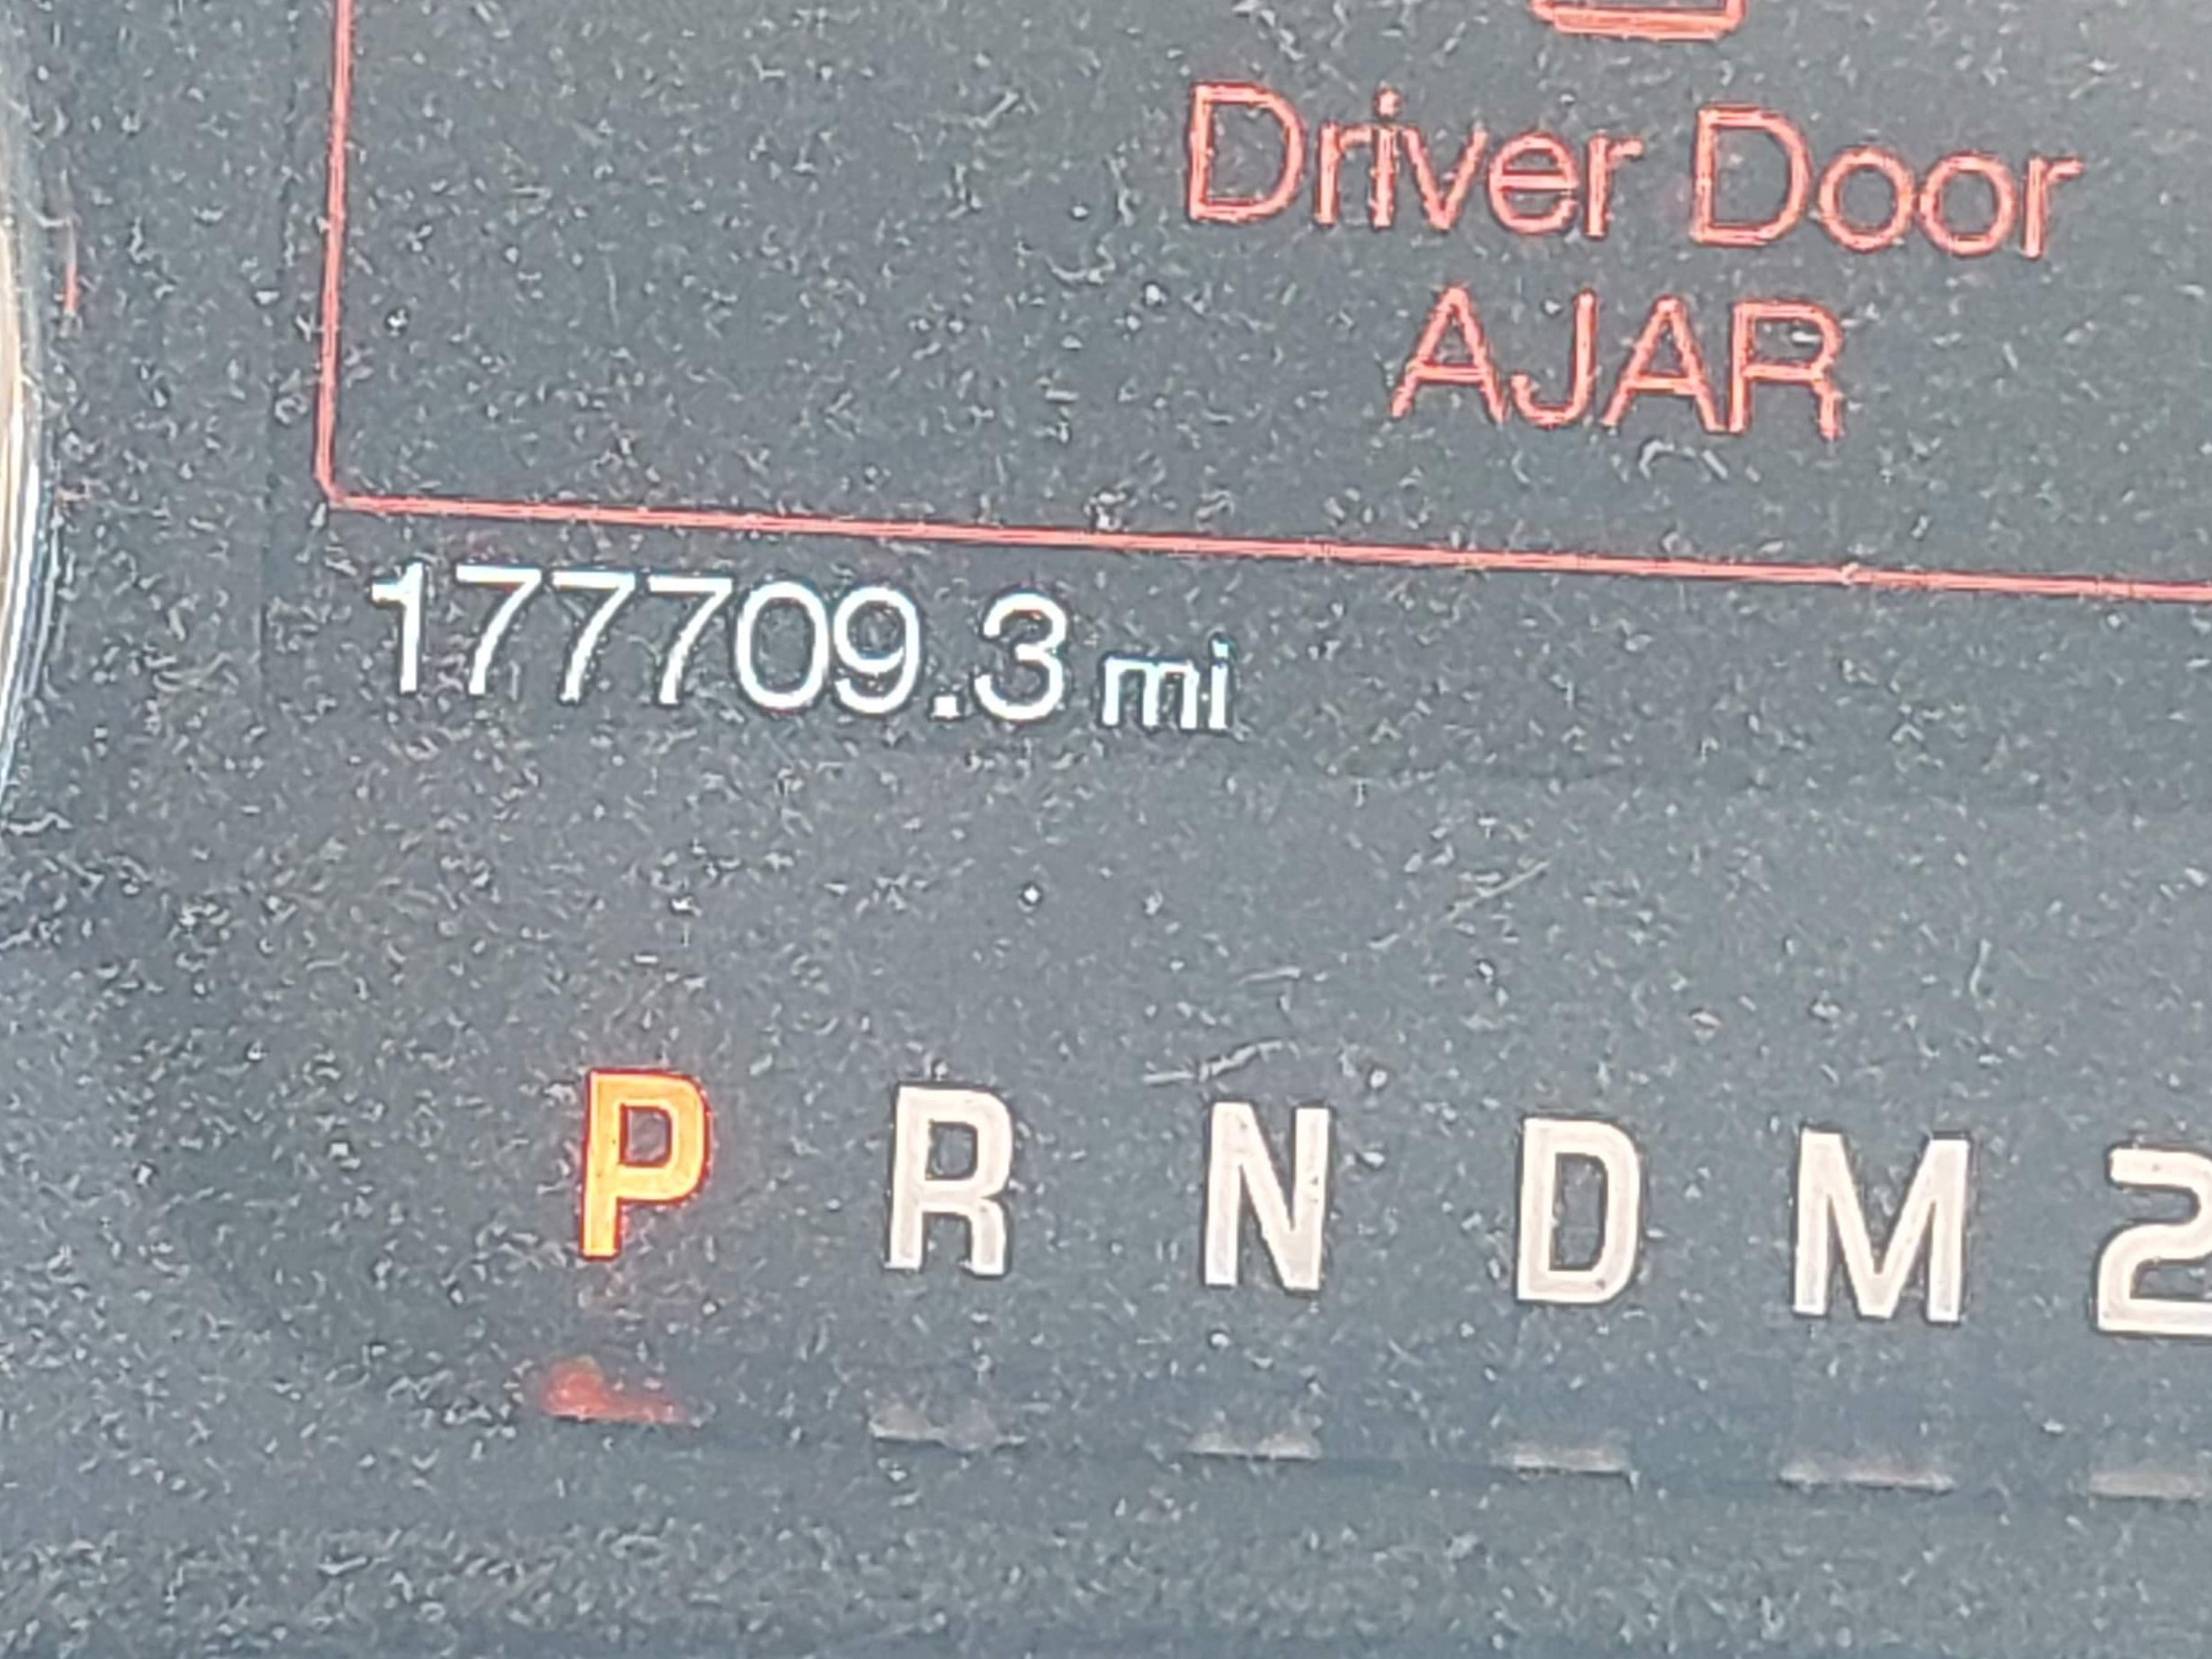 Driver Door
AJAR
177709.3 mi
P R N D M 2